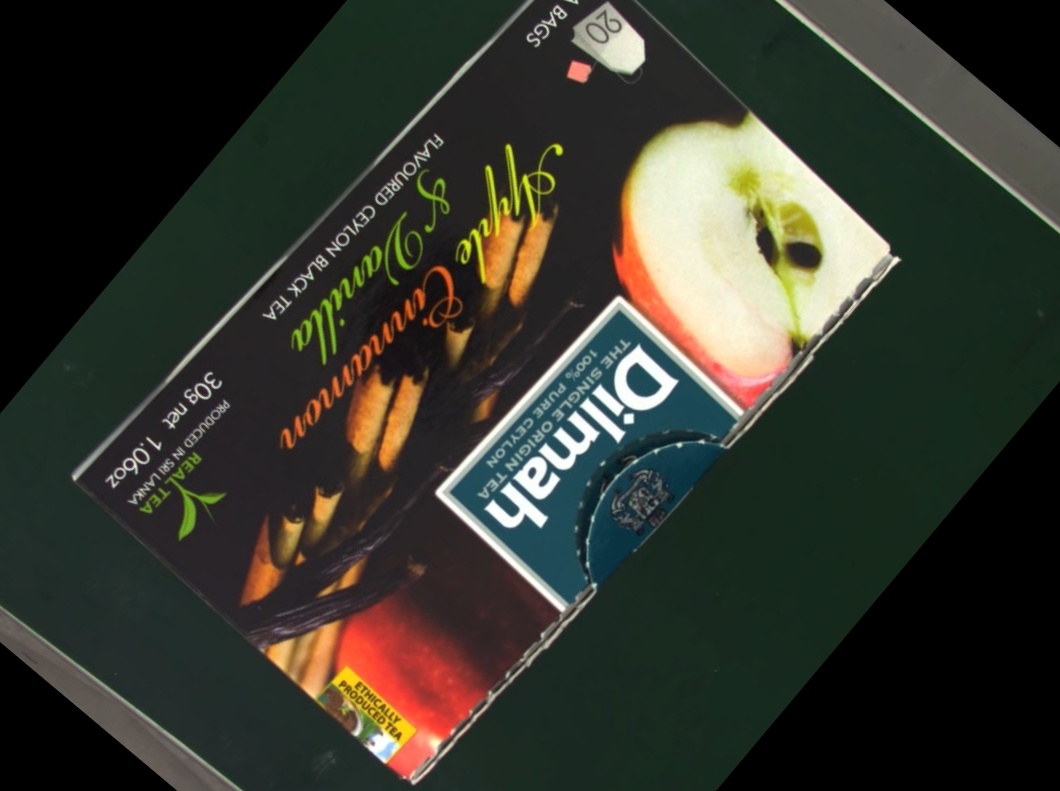 Dilmah
THE SINGLE ORIGIN TEA
100% PURE CEYLON
Apple
Cinnamon
& Vanilla
FLAVOURED CEYLON BLACK TEA
20
BAGS
ETHICALLY
PRODUCED TEA
REAL TEA
PRODUCED IN SRI LANKA
30g net 1.06oz